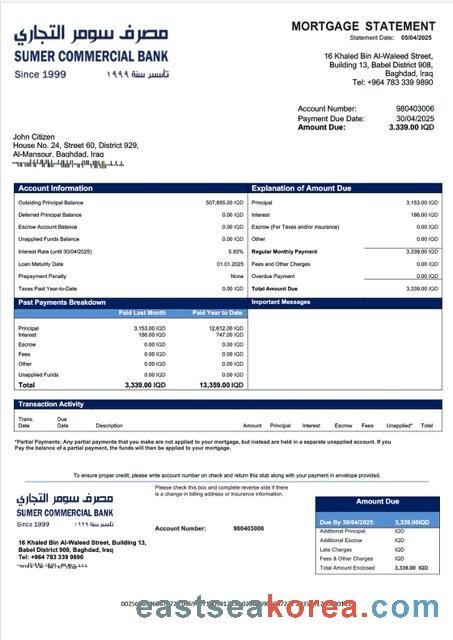 مصرف سومر التجاري
SUMER COMMERCIAL BANK
Since 1999 تأسس سنة ١٩٩٩
MORTGAGE STATEMENT
Statement Date: 05/04/2025
16 Khaled Bin Al-Waleed Street,
Building 13, Babel District 908,
Baghdad, Iraq
Tel: +964 783 339 9890
Account Number: 980403006
Payment Due Date: 30/04/2025
Amount Due: 3,339.00 IQD
John Citizen
House No. 24, Street 60, District 929,
Al-Mansour, Baghdad, Iraq
Account Information
Outsiding Principal Balance 507,855.00 IQD
Deferred Principal Balance 0.00 IQD
Escrow Account Balance 0.00 IQD
Unapplied Funds Balance 0.00 IQD
Interest Rate (until 30/04/2025) 5.93%
Loan Maturity Date 01.01.2025
Prepayment Penalty None
Taxes Paid Year-to-Date 0.00 IQD
Explanation of Amount Due
Principal 3,153.00 IQD
Interest 186.00 IQD
Escrow (For Taxes and/or insurance) 0.00 IQD
Other 0.00 IQD
Regular Monthly Payment 3,339.00 IQD
Fees and Other Charges 0.00 IQD
Overdue Payment 0.00 IQD
Total Amount Due 3,339.00 IQD
Past Payments Breakdown
Paid Last Month Paid Year to Date
Principal 3,153.00 IQD 12,612.00 IQD
Interest 186.00 IQD 747.00 IQD
Escrow 0.00 IQD 0.00 IQD
Fees 0.00 IQD 0.00 IQD
Other 0.00 IQD 0.00 IQD
Unapplied Funds 0.00 IQD 0.00 IQD
Total 3,339.00 IQD 13,359.00 IQD
Important Messages
Transaction Activity
Trans. Date Due Date Description Amount Principal Interest Escrow Fees Unapplied* Total
*Partial Payments: Any partial payments that you make are not applied to your mortgage, but instead are held in a separate unapplied account. If you
Pay the balance of a partial payment, the funds will then be applied to your mortgage.
To ensure proper credit, please write account number on check and return this stub along with your payment in envelope provided.
مصرف سومر التجاري
SUMER COMMERCIAL BANK
Since 1999 تأسس سنة ١٩٩٩
16 Khaled Bin Al-Waleed Street, Building 13,
Babel District 908, Baghdad, Iraq
Tel: +964 783 339 9890
Please check this box and complete reverse side if there
is a change in billing address or insurance information.
Account Number: 980403006
Amount Due
Due By 30/04/2025: 3,339.00IQD
Additional Principal IQD
Additional Escrow IQD
Late Charges IQD
Fees & Other Charges IQD
Total Amount Enclosed 3,339.00 IQD
eastseakorea.com